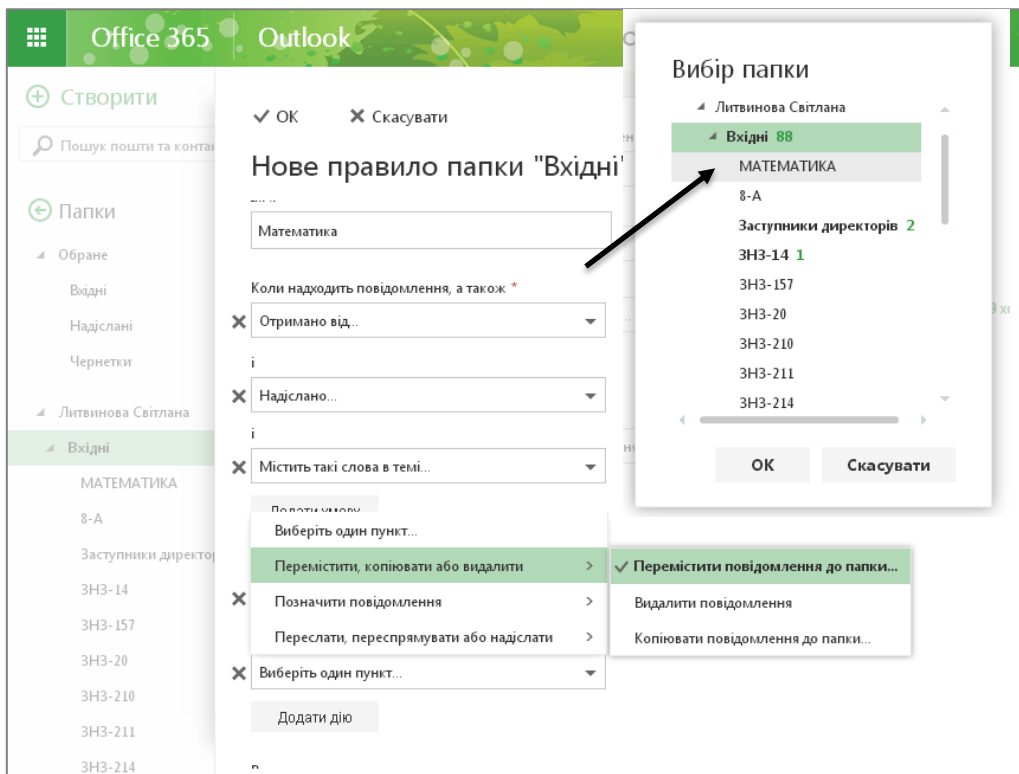 Office 365
Outlook
Створити
Пошук пошти та конта
Папки
Обране
Вхідні
Надіслані
Чернетки
Литвинова Світлана
Вхідні
МАТЕМАТИКА
8-А
Заступники директор
ЗНЗ-14
ЗНЗ-157
ЗНЗ-20
ЗНЗ-210
ЗНЗ-211
ЗНЗ-214
ОК
Скасувати
Нове правило папки "Вхідні"
Математика
Коли надходить повідомлення, а також *
Отримано від...
і
Надіслано...
і
Містить такі слова в темі...
Додати умову
Виберіть один пункт...
Перемістити, копіювати або видалити
Позначити повідомлення
Переслати, переспрямувати або надіслати
Виберіть один пункт...
Додати дію
Перемістити повідомлення до папки...
Видалити повідомлення
Копіювати повідомлення до папки...
Вибір папки
Литвинова Світлана
Вхідні 88
МАТЕМАТИКА
8-А
Заступники директорів 2
ЗНЗ-14 1
ЗНЗ-157
ЗНЗ-20
ЗНЗ-210
ЗНЗ-211
ЗНЗ-214
ОК
Скасувати